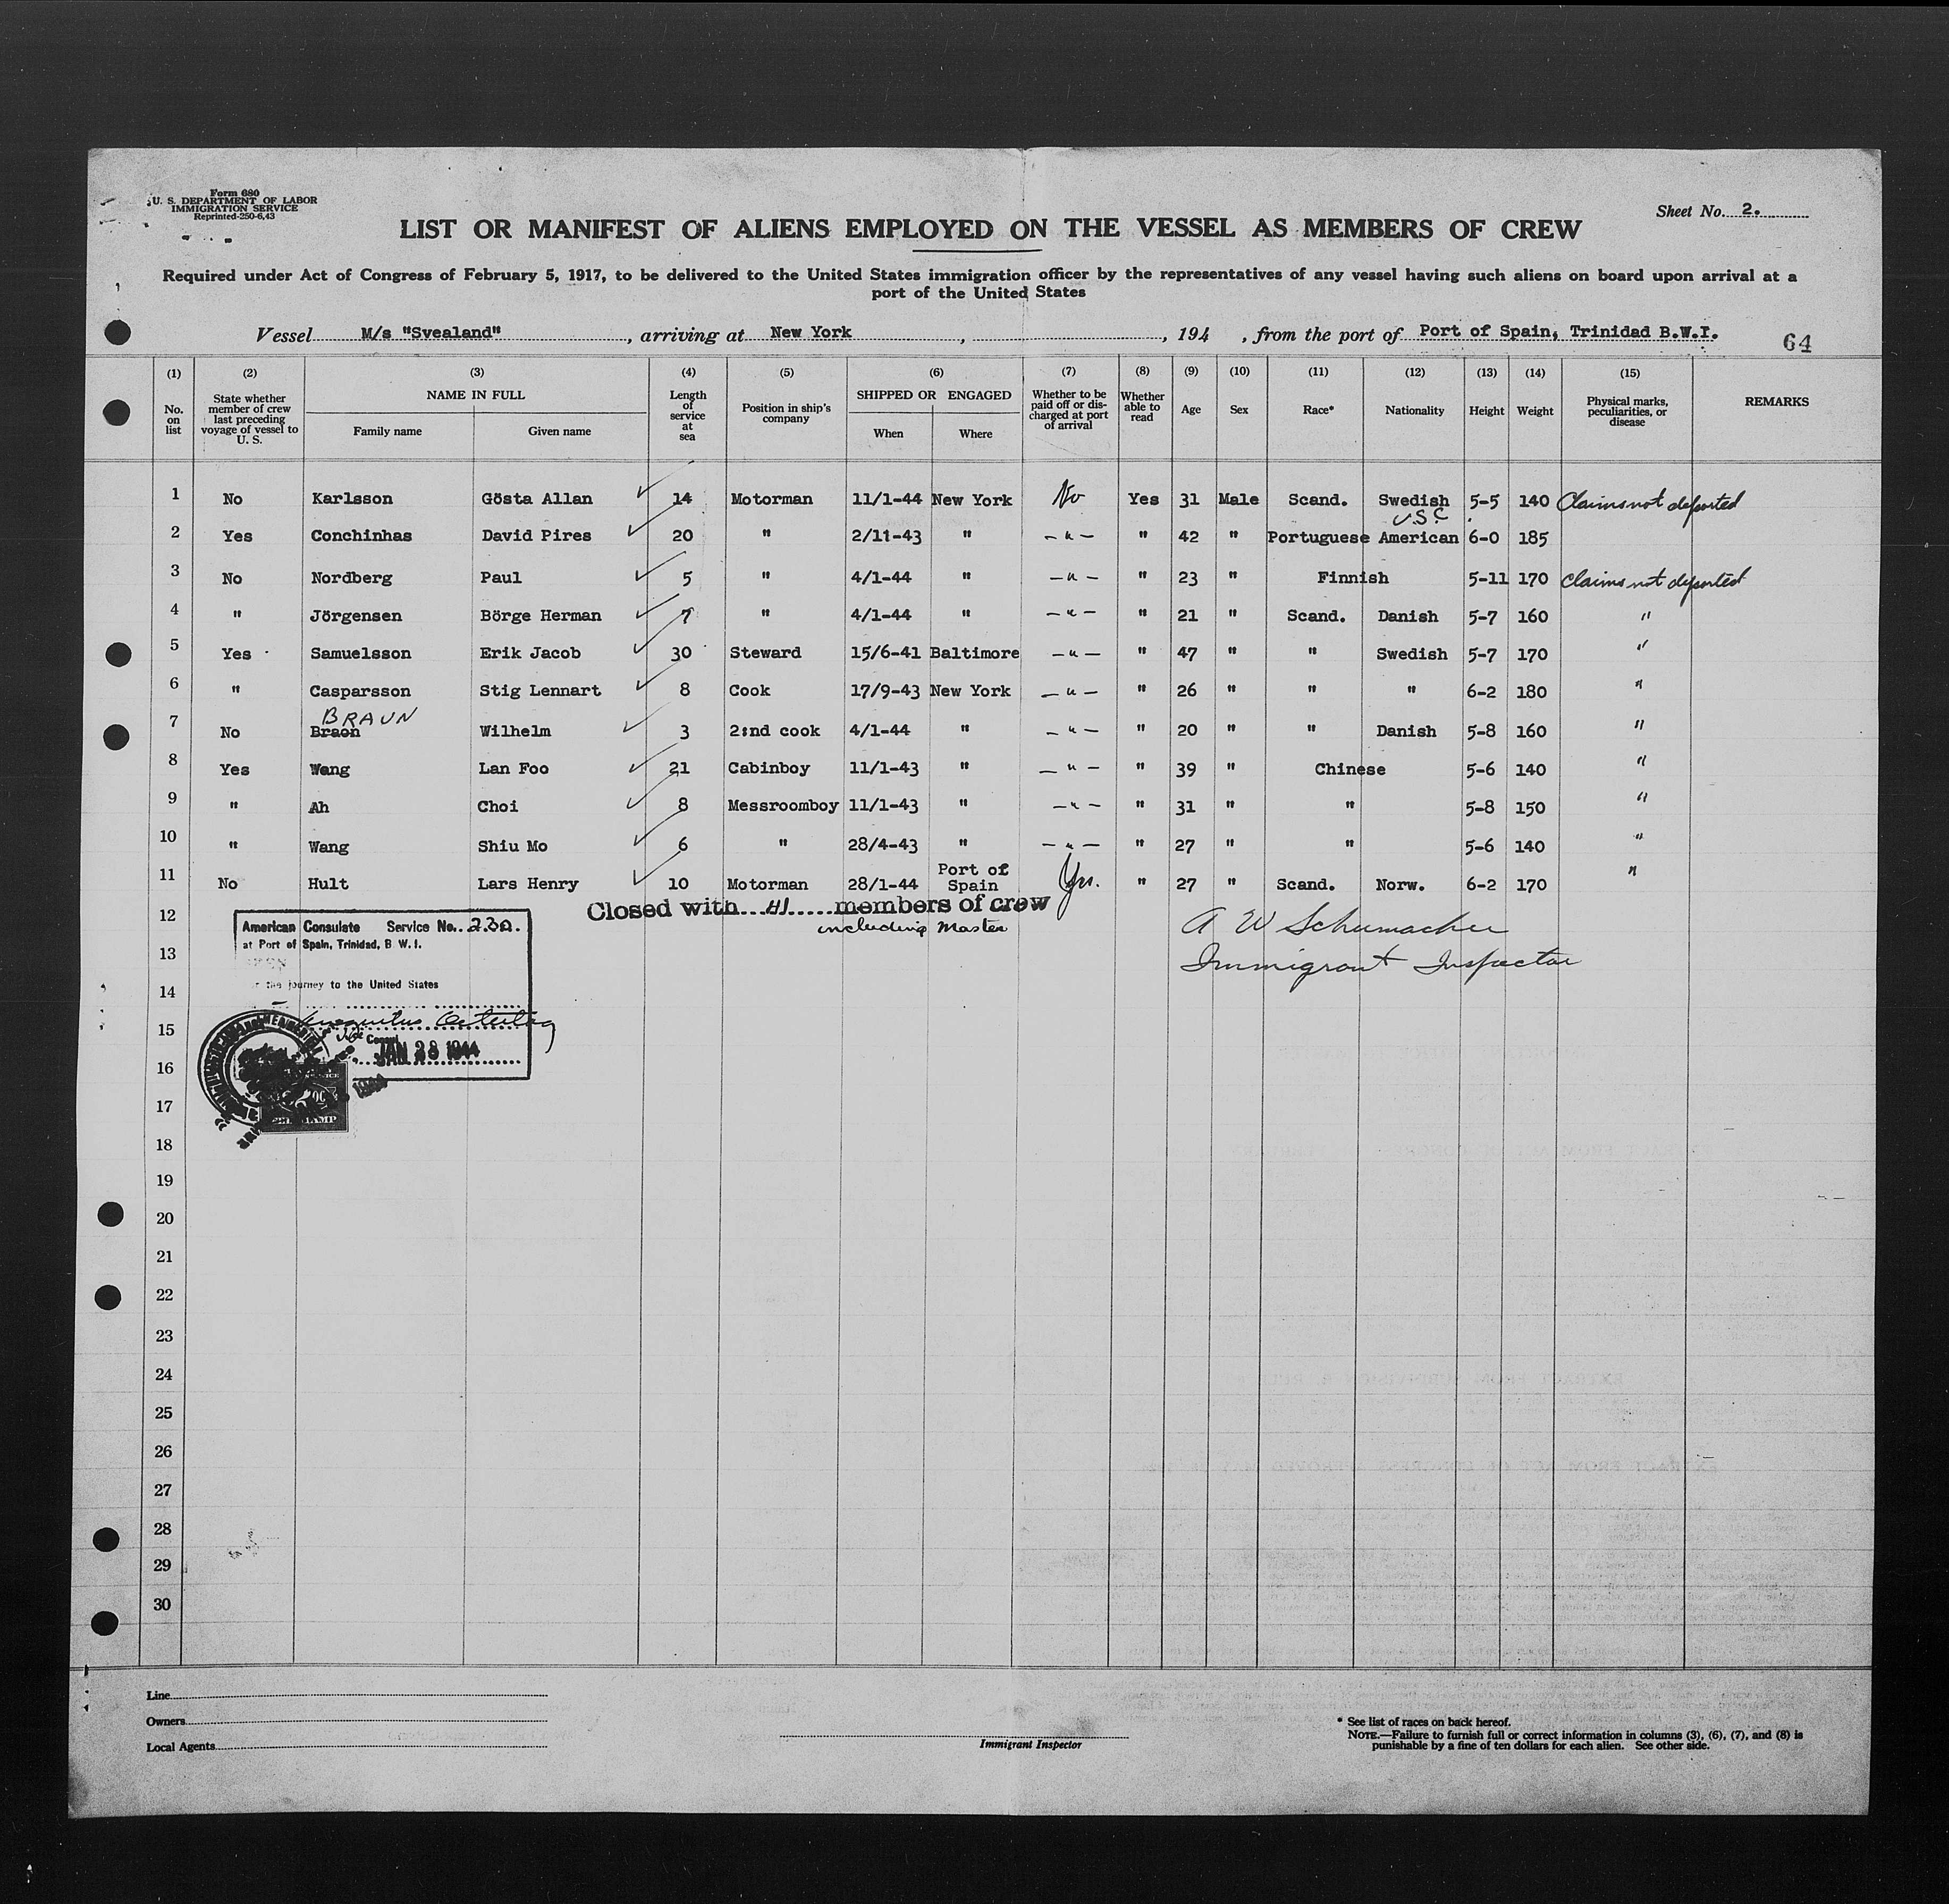 Form 680
U. S. DEPARTMENT OF LABOR
IMMIGRATION SERVICE
Reprinted-250-6,43
Sheet No. 2.
LIST OR MANIFEST OF ALIENS EMPLOYED ON THE VESSEL AS MEMBERS OF CREW
Required under Act of Congress of February 5, 1917, to be delivered to the United States immigration officer by the representatives of any vessel having such aliens on board upon arrival at a
port of the United States
Vessel M/s "Svealand", arriving at New York, , 194 , from the port of Port of Spain, Trinidad B.W.I.
64
(1) No. on list (2) State whether member of crew last preceding voyage of vessel to U. S. (3) NAME IN FULL Family name Given name (4) Length of service at sea (5) Position in ship's company (6) SHIPPED OR ENGAGED When Where (7) Whether to be paid off or discharged at port of arrival (8) Whether able to read (9) Age (10) Sex (11) Race* (12) Nationality (13) Height (14) Weight (15) Physical marks, peculiarities, or disease REMARKS
1 No Karlsson Gösta Allan 14 Motorman 11/1-44 New York No Yes 31 Male Scand. Swedish 5-5 140 Claims not deported
U.S.C
2 Yes Conchinhas David Pires 20 " 2/11-43 " -"- " 42 " Portuguese American 6-0 185
3 No Nordberg Paul 5 " 4/1-44 " -"- " 23 " Finnish 5-11 170 Claims not deported
4 " Jörgensen Börge Herman 7 " 4/1-44 " -"- " 21 " Scand. Danish 5-7 160 "
5 Yes Samuelsson Erik Jacob 30 Steward 15/6-41 Baltimore -"- " 47 " " Swedish 5-7 170 "
6 " Casparsson Stig Lennart 8 Cook 17/9-43 New York -"- " 26 " " " 6-2 180 "
BRAUN
7 No Braon Wilhelm 3 2:nd cook 4/1-44 " -"- " 20 " " Danish 5-8 160 "
8 Yes Wang Lan Foo 21 Cabinboy 11/1-43 " -"- " 39 " Chinese 5-6 140 "
9 " Ah Choi 8 Messroomboy 11/1-43 " -"- " 31 " " 5-8 150 "
10 " Wang Shiu Mo 6 " 28/4-43 " -"- " 27 " " 5-6 140 "
11 No Hult Lars Henry 10 Motorman 28/1-44 Port of Spain Yes. " 27 " Scand. Norw. 6-2 170 "
12 Closed with 41 members of crew
including Master
A W Schumacher
Immigrant Inspector
American Consulate Service No. 230.
at Port of Spain, Trinidad, B W. I.
the journey to the United States
Consul
JAN 28 1944
1944
13
14
15
16
17
18
19
20
21
22
23
24
25
26
27
28
29
30
Line
Owners
Local Agents
Immigrant Inspector
* See list of races on back hereof.
NOTE.—Failure to furnish full or correct information in columns (3), (6), (7), and (8) is
punishable by a fine of ten dollars for each alien. See other side.